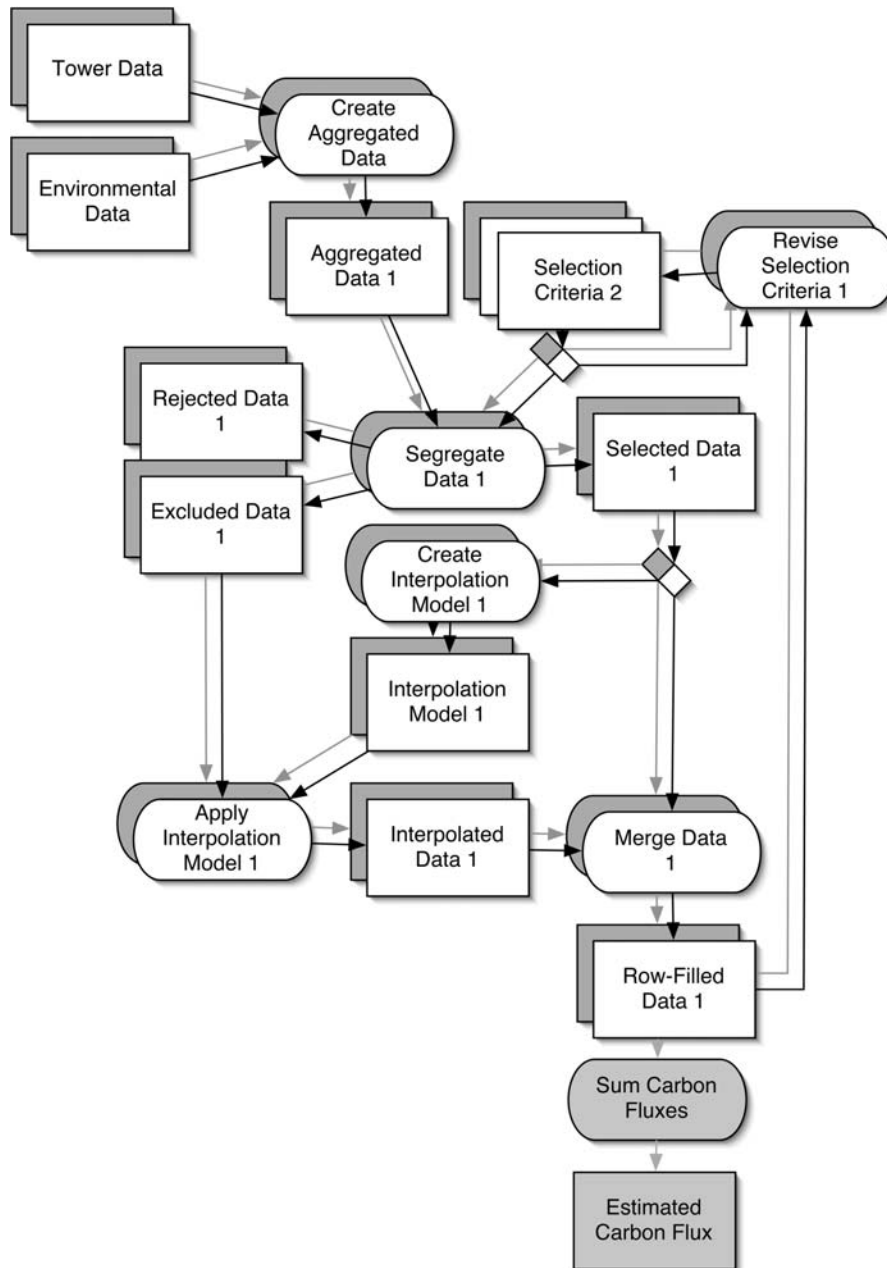 Tower Data
Create
Aggregated
Data
Environmental
Data
Aggregated
Data 1
Selection
Criteria 2
Revise
Selection
Criteria 1
Rejected Data
1
Segregate
Data 1
Selected Data
1
Excluded Data
1
Create
Interpolation
Model 1
Interpolation
Model 1
Apply
Interpolation
Model 1
Interpolated
Data 1
Merge Data
1
Row-Filled
Data 1
Sum Carbon
Fluxes
Estimated
Carbon Flux